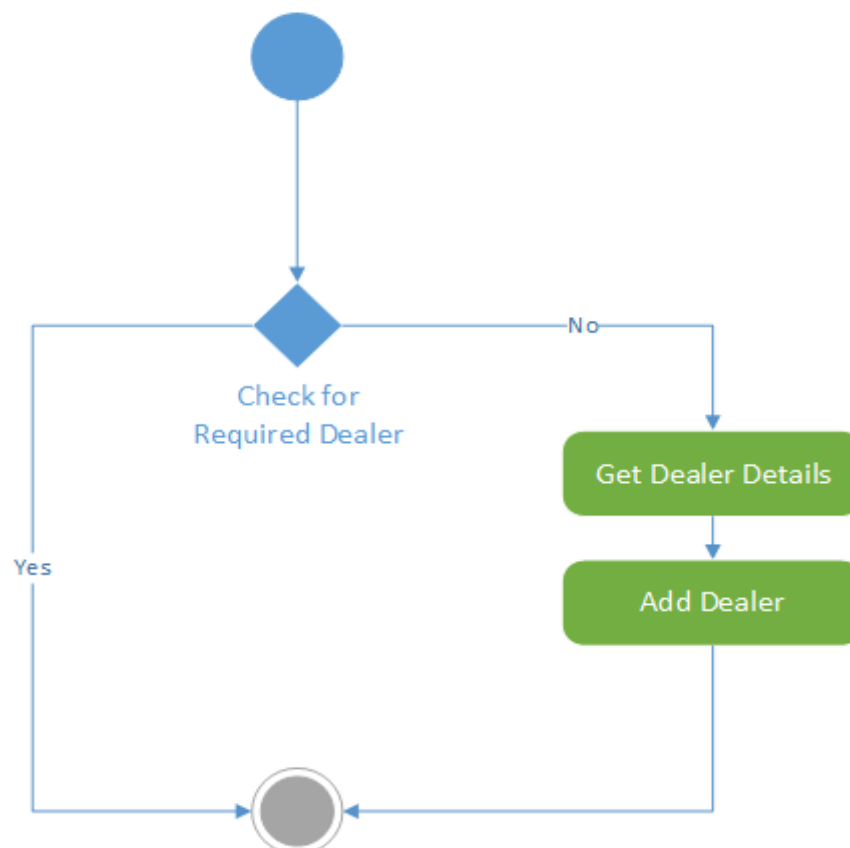 No
Check for
Required Dealer
Get Dealer Details
Yes
Add Dealer